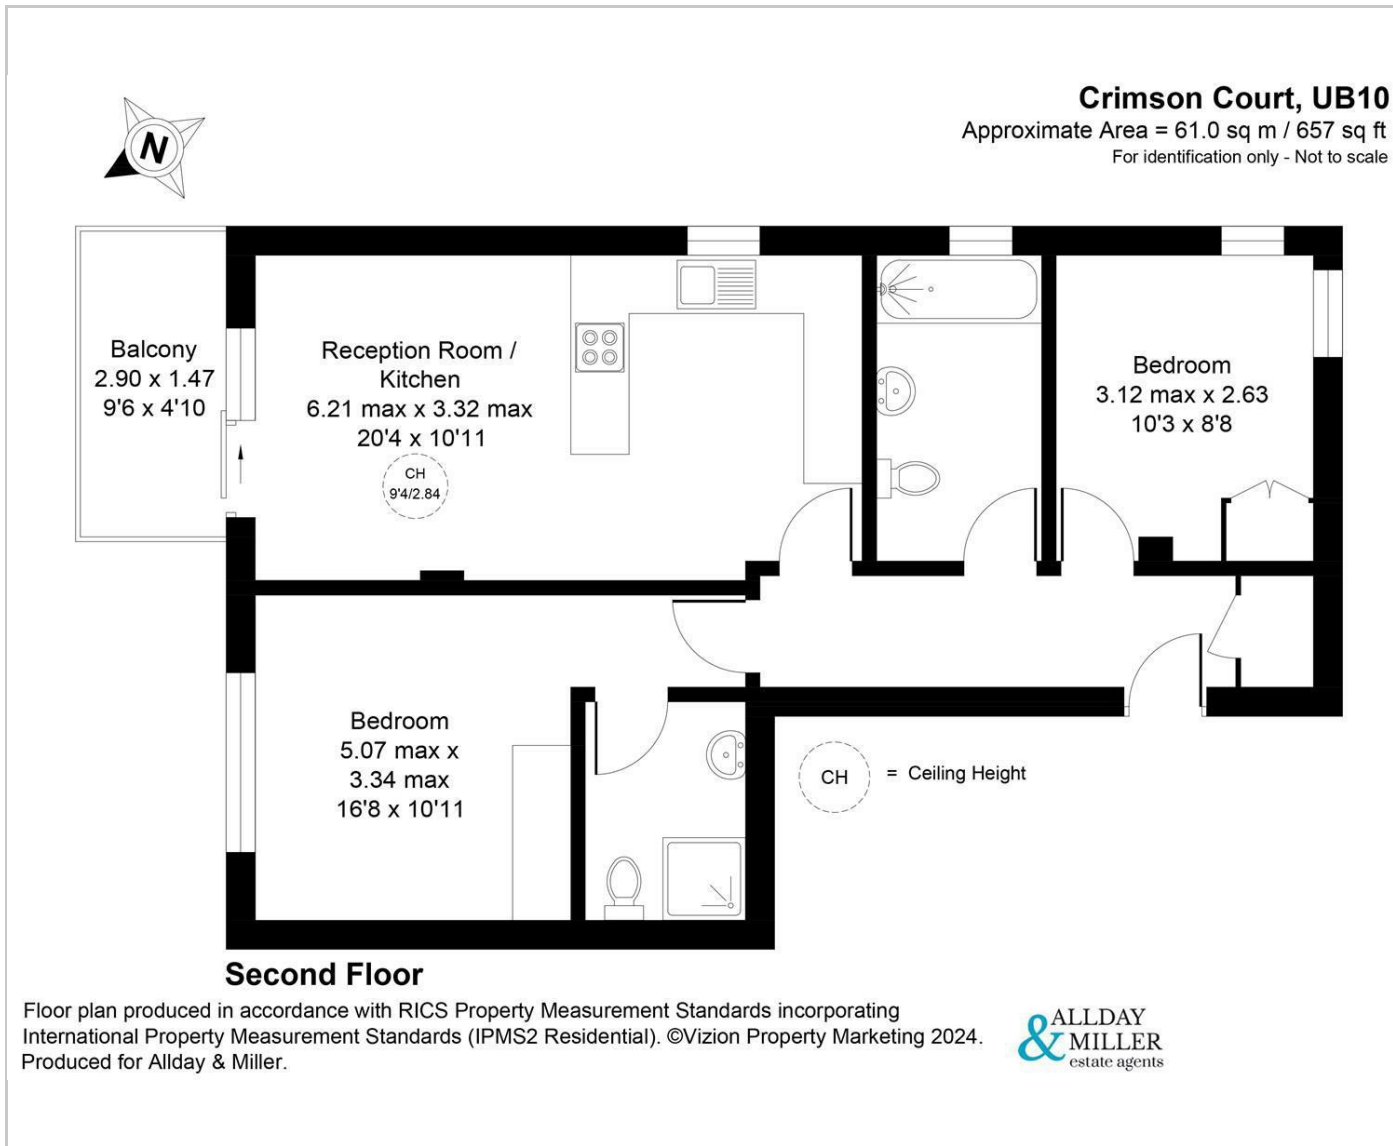 Crimson Court, UB10
Approximate Area = 61.0 sq m / 657 sq ft
For identification only - Not to scale
N
Balcony
2.90 x 1.47
9'6 x 4'10
Reception Room /
Kitchen
6.21 max x 3.32 max
20'4 x 10'11
CH
9'4/2.84
Bedroom
3.12 max x 2.63
10'3 x 8'8
Bedroom
5.07 max x
3.34 max
16'8 x 10'11
CH = Ceiling Height
Second Floor
Floor plan produced in accordance with RICS Property Measurement Standards incorporating
International Property Measurement Standards (IPMS2 Residential). ©Vizion Property Marketing 2024.
Produced for Allday & Miller.
ALLDAY
& MILLER
estate agents